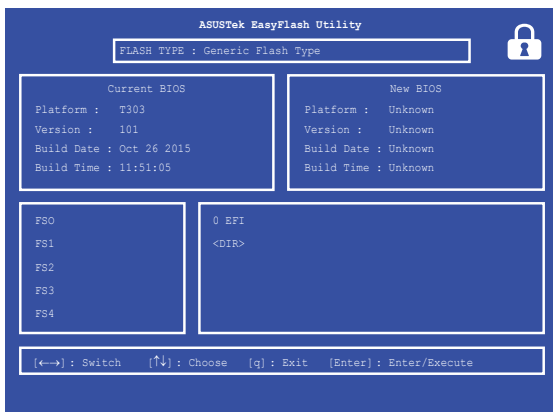 ASUSTek EasyFlash Utility
FLASH TYPE : Generic Flash Type
Current BIOS
Platform : T303
Version : 101
Build Date : Oct 26 2015
Build Time : 11:51:05
New BIOS
Platform : Unknown
Version : Unknown
Build Date : Unknown
Build Time : Unknown
FSO
FS1
FS2
FS3
FS4
0 EFI
<DIR>
[←→] : Switch [↑↓] : Choose [q] : Exit [Enter] : Enter/Execute